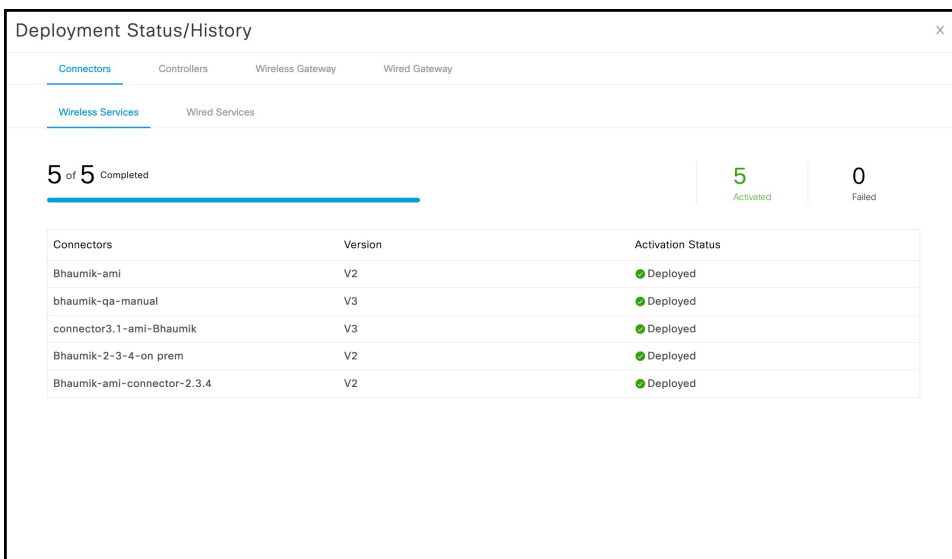 Deployment Status/History
Connectors Controllers Wireless Gateway Wired Gateway
Wireless Services Wired Services
5 of 5 Completed
5 Activated
0 Failed
Connectors Version Activation Status
Bhaumik-ami V2 Deployed
bhaumik-qa-manual V3 Deployed
connector3.1-ami-Bhaumik V3 Deployed
Bhaumik-2-3-4-on prem V2 Deployed
Bhaumik-ami-connector-2.3.4 V2 Deployed